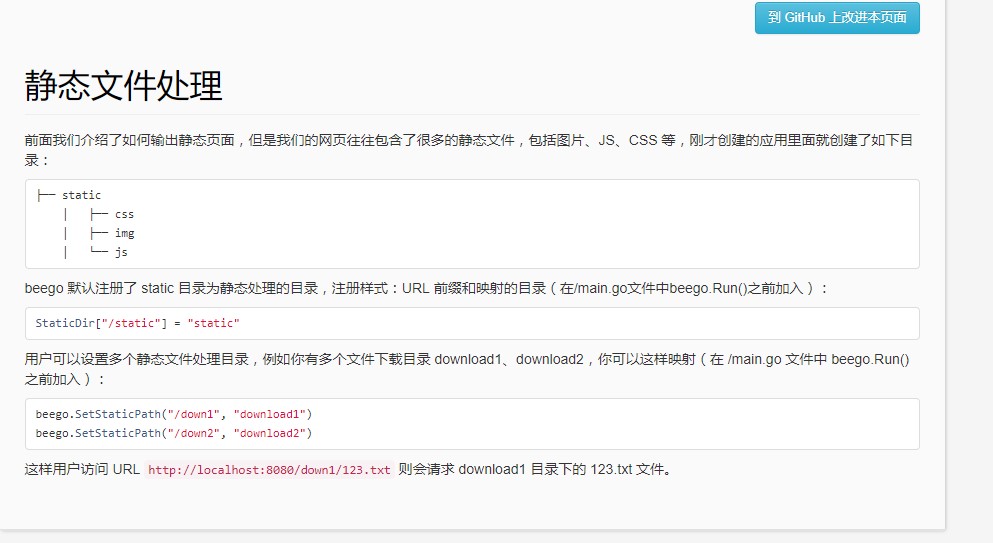 到 GitHub 上改进本页面
静态文件处理
前面我们介绍了如何输出静态页面，但是我们的网页往往包含了很多的静态文件，包括图片、JS、CSS 等，刚才创建的应用里面就创建了如下目
录：
├── static
    │   ├── css
    │   ├── img
    │   └── js
beego 默认注册了 static 目录为静态处理的目录，注册样式：URL 前缀和映射的目录（在/main.go文件中beego.Run()之前加入）：
StaticDir["/static"] = "static"
用户可以设置多个静态文件处理目录，例如你有多个文件下载目录 download1、download2，你可以这样映射（在 /main.go 文件中 beego.Run()
之前加入）：
beego.SetStaticPath("/down1", "download1")
beego.SetStaticPath("/down2", "download2")
这样用户访问 URL http://localhost:8080/down1/123.txt 则会请求 download1 目录下的 123.txt 文件。